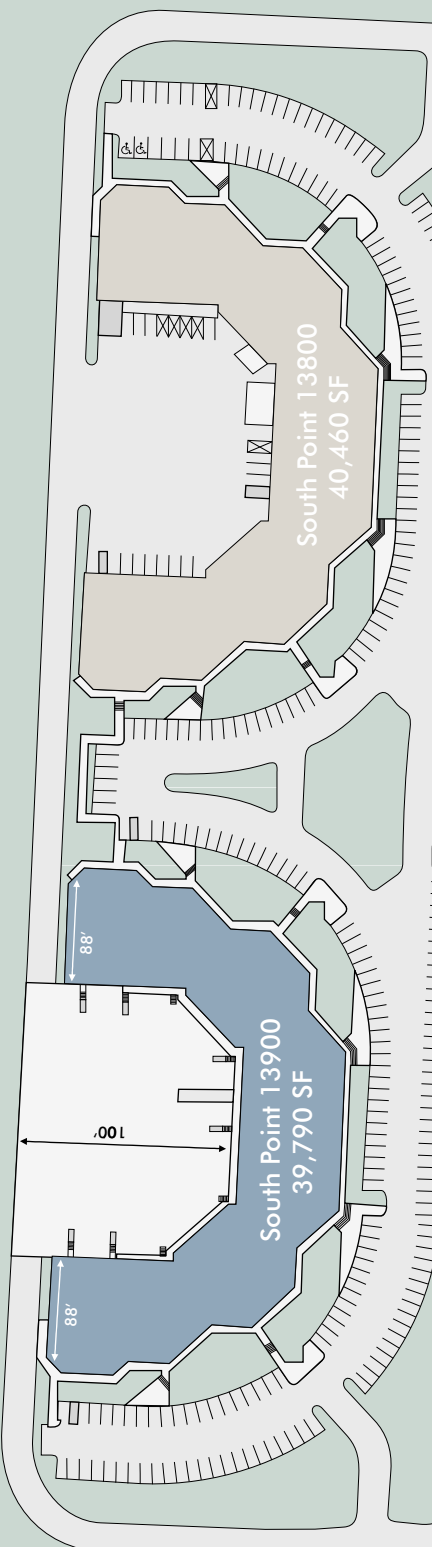 South Point 13800
40,460 SF
88'
100'
South Point 13900
39,790 SF
88'